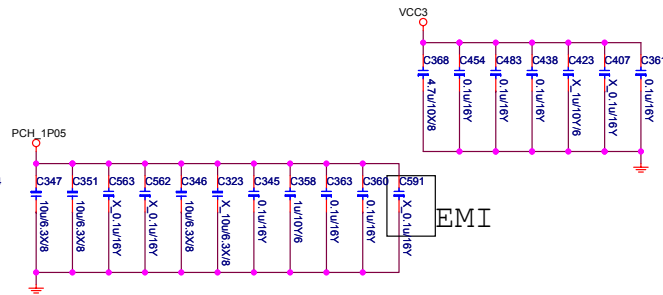 VCC3
C368 C454 C483 C438 C423 C407 C361
4.7u/10X/8 0.1u/16Y 0.1u/16Y 0.1u/16Y X_1u/10Y/6 X_0.1u/16Y 0.1u/16Y
PCH_1P05
C347 C351 C563 C562 C346 C323 C345 C358 C363 C360 C591
10u/6.3X/8 10u/6.3X/8 X_0.1u/16Y X_0.1u/16Y 10u/6.3X/8 X_10u/6.3X/8 0.1u/16Y 1u/10Y/6 0.1u/16Y 0.1u/16Y X_0.1u/16Y
EMI